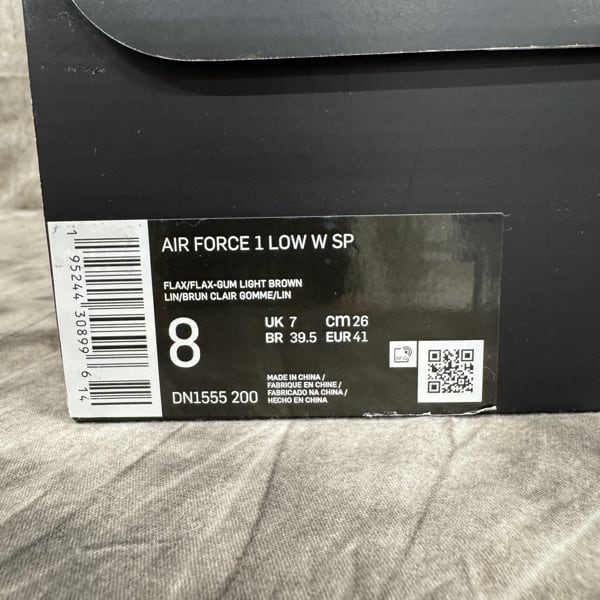 AIR FORCE 1 LOW W SP
FLAX/FLAX-GUM LIGHT BROWN
LIN/BRUN CLAIR GOMME/LIN
8
UK 7 cm 26
BR 39.5 EUR 41
DN1555 200
MADE IN CHINA /
FABRIQUE EN CHINE /
FABRICADO NA CHINA /
HECHO EN CHINA
RFID
1 95244 30899 6 14